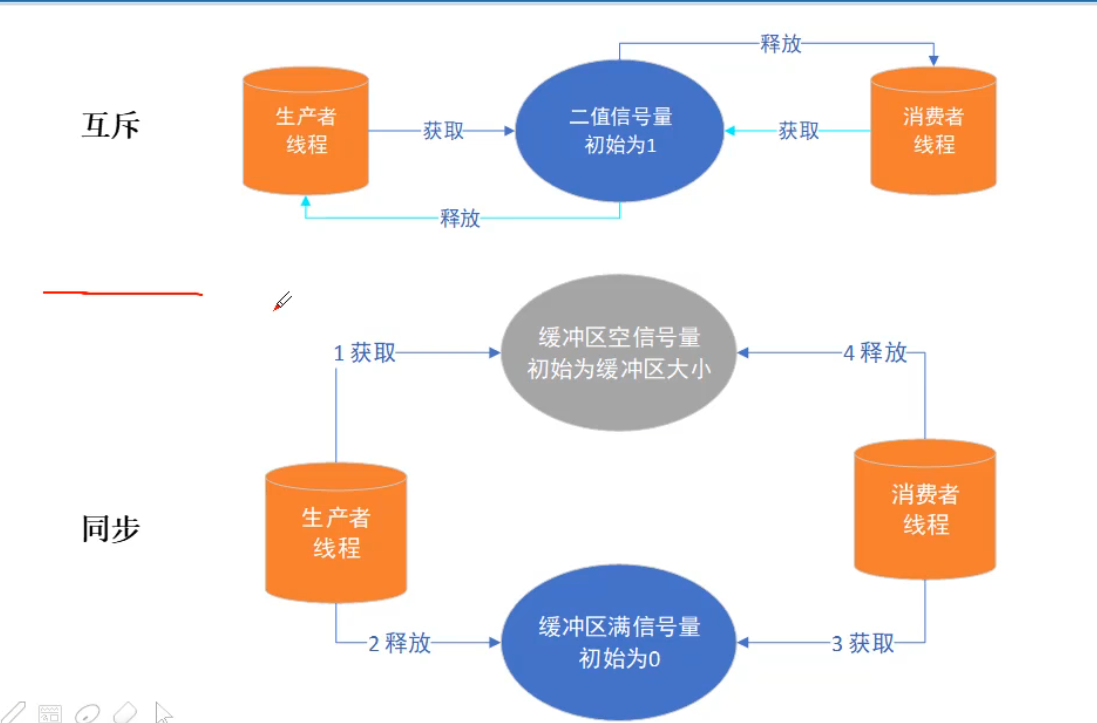 释放
互斥
生产者
线程
获取
二值信号量
初始为1
获取
消费者
线程
释放
缓冲区空信号量
初始为缓冲区大小
1 获取
4 释放
同步
生产者
线程
消费者
线程
缓冲区满信号量
初始为0
2 释放
3 获取